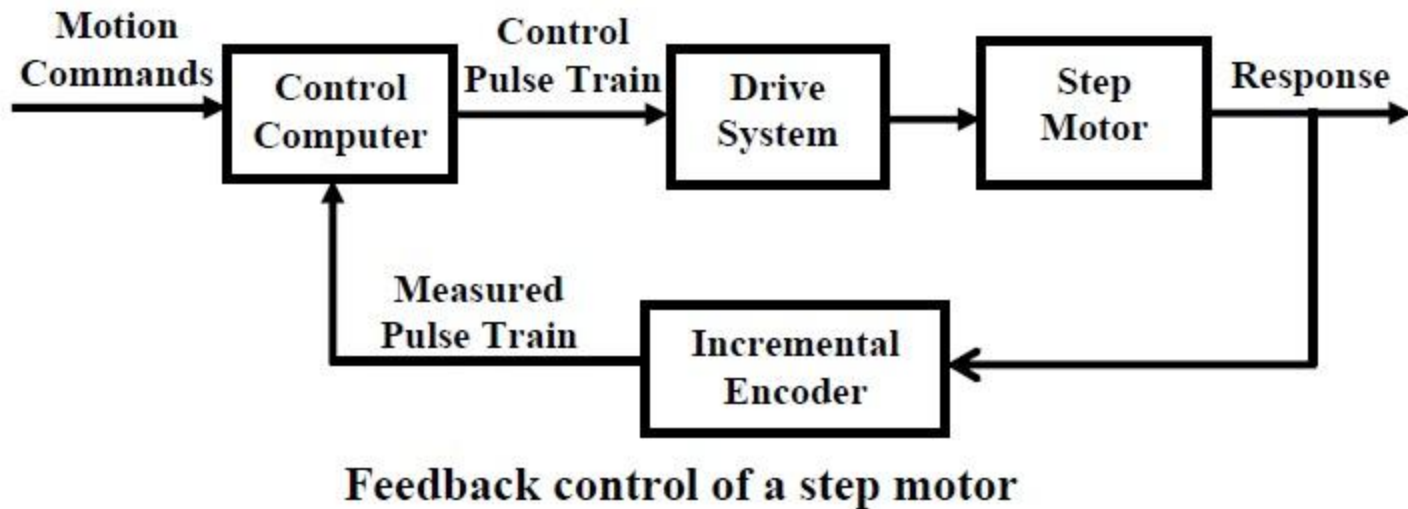 Motion
Commands
Control
Computer
Control
Pulse Train
Drive
System
Step
Motor
Response
Measured
Pulse Train
Incremental
Encoder
Feedback control of a step motor